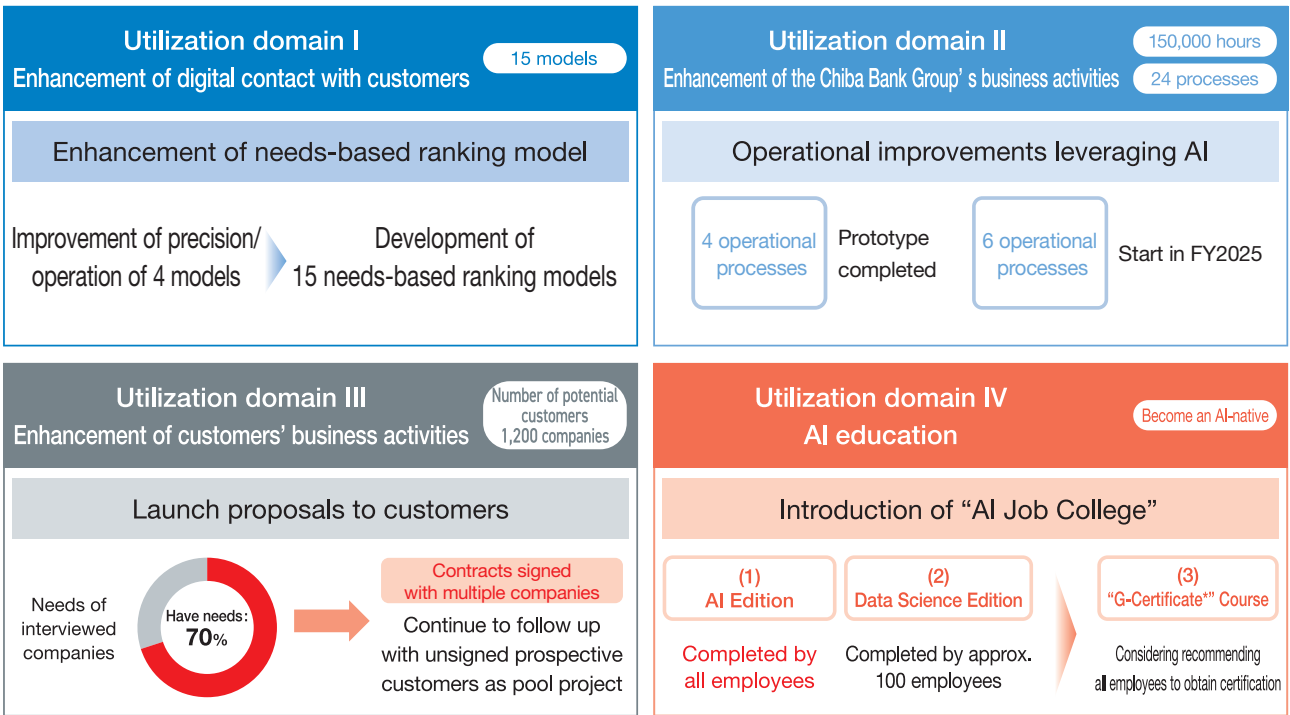 Utilization domain I
Enhancement of digital contact with customers
15 models
Enhancement of needs-based ranking model
Improvement of precision/
operation of 4 models
Development of
15 needs-based ranking models
Utilization domain II
Enhancement of the Chiba Bank Group' s business activities
150,000 hours
24 processes
Operational improvements leveraging AI
4 operational
processes
Prototype
completed
6 operational
processes
Start in FY2025
Utilization domain III
Enhancement of customers' business activities
Number of potential
customers
1,200 companies
Launch proposals to customers
Needs of
interviewed
companies
Have needs:
70%
Contracts signed
with multiple companies
Continue to follow up
with unsigned prospective
customers as pool project
Utilization domain IV
AI education
Become an AI-native
Introduction of “AI Job College”
(1)
AI Edition
Completed by
all employees
(2)
Data Science Edition
Completed by approx.
100 employees
(3)
“G-Certificate*” Course
Considering recommending
all employees to obtain certification